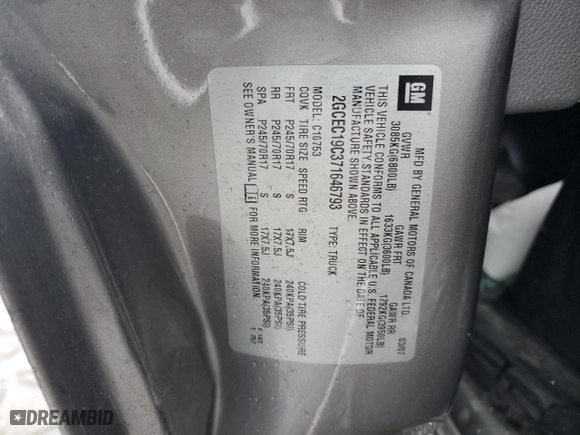 GM
MFD BY GENERAL MOTORS OF CANADA LTD.
03/07
GVWR GAWR FRT GAWR RR
3085KG(6800LB) 1633KG(3600LB) 1792KG(3950LB)
THIS VEHICLE CONFORMS TO ALL APPLICABLE U.S. FEDERAL MOTOR
VEHICLE SAFETY STANDARDS IN EFFECT ON THE DATE OF
MANUFACTURE SHOWN ABOVE.
2GCEC19C371646793 TYPE: TRUCK
MODEL: C10753
COVK TIRE SIZE SPEED RTG RIM COLD TIRE PRESSURE
FRT P245/70R17 S 17X7.5J 240KPA(35PSI)
RR P245/70R17 S 17X7.5J 240KPA(35PSI)
SPA P245/70R17 S 17X7.5J 240KPA(35PSI)
SEE OWNER'S MANUAL FOR MORE INFORMATION.
DREAMBID